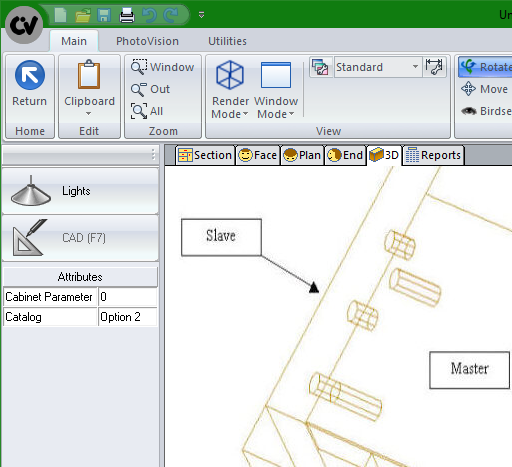 CV
Un
Main PhotoVision Utilities
Return
Clipboard
Window
Out
All
Render Mode
Window Mode
Standard
Rotate
Move
Birdse
Home Edit Zoom View
Section Face Plan End 3D Reports
Lights
CAD (F7)
Attributes
Cabinet Parameter 0
Catalog Option 2
Slave
Master